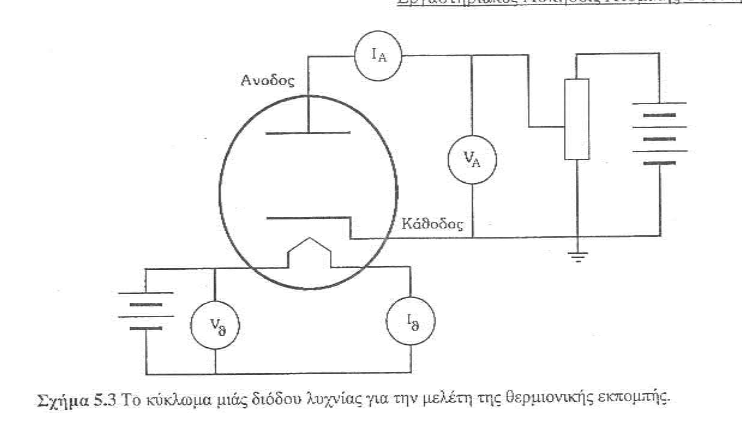 I_A
Ανοδος
V_A
Κάθοδος
V_ϑ
I_ϑ
Σχήμα 5.3 Το κύκλωμα μιάς διόδου λυχνίας για την μελέτη της θερμιονικής εκπομπής.